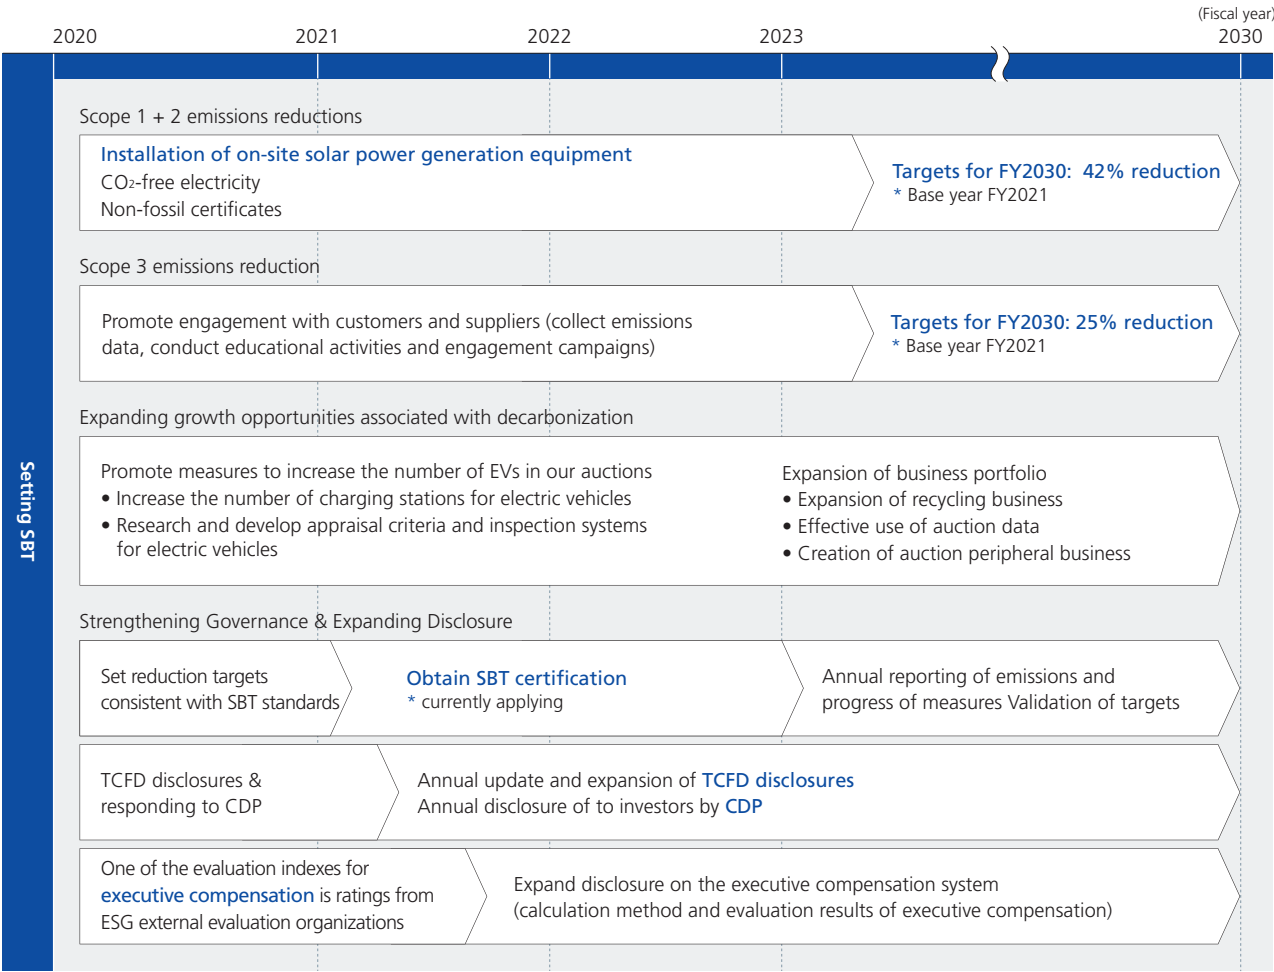 (Fiscal year)
2020 2021 2022 2023 2030
Setting SBT
Scope 1 + 2 emissions reductions
Installation of on-site solar power generation equipment
CO2-free electricity
Non-fossil certificates
Targets for FY2030: 42% reduction
* Base year FY2021
Scope 3 emissions reduction
Promote engagement with customers and suppliers (collect emissions
data, conduct educational activities and engagement campaigns)
Targets for FY2030: 25% reduction
* Base year FY2021
Expanding growth opportunities associated with decarbonization
Promote measures to increase the number of EVs in our auctions
• Increase the number of charging stations for electric vehicles
• Research and develop appraisal criteria and inspection systems
for electric vehicles
Expansion of business portfolio
• Expansion of recycling business
• Effective use of auction data
• Creation of auction peripheral business
Strengthening Governance & Expanding Disclosure
Set reduction targets
consistent with SBT standards
Obtain SBT certification
* currently applying
Annual reporting of emissions and
progress of measures Validation of targets
TCFD disclosures &
responding to CDP
Annual update and expansion of TCFD disclosures
Annual disclosure of to investors by CDP
One of the evaluation indexes for
executive compensation is ratings from
ESG external evaluation organizations
Expand disclosure on the executive compensation system
(calculation method and evaluation results of executive compensation)